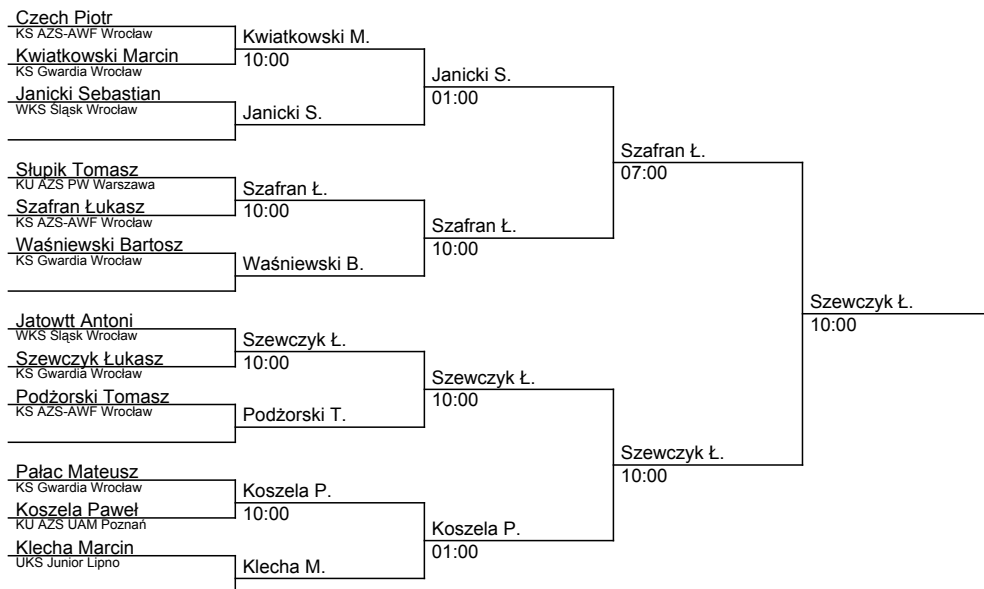 Czech Piotr
KS AZS-AWF Wrocław
Kwiatkowski Marcin
KS Gwardia Wrocław
Janicki Sebastian
WKS Śląsk Wrocław
Słupik Tomasz
KU AZS PW Warszawa
Szafran Łukasz
KS AZS-AWF Wrocław
Waśniewski Bartosz
KS Gwardia Wrocław
Jatowtt Antoni
WKS Śląsk Wrocław
Szewczyk Łukasz
KS Gwardia Wrocław
Podżorski Tomasz
KS AZS-AWF Wrocław
Pałac Mateusz
KS Gwardia Wrocław
Koszela Paweł
KU AZS UAM Poznań
Klecha Marcin
UKS Junior Lipno
Kwiatkowski M.
10:00
Janicki S.
Szafran Ł.
10:00
Waśniewski B.
Szewczyk Ł.
10:00
Podżorski T.
Koszela P.
10:00
Klecha M.
Janicki S.
01:00
Szafran Ł.
10:00
Szewczyk Ł.
10:00
Koszela P.
01:00
Szafran Ł.
07:00
Szewczyk Ł.
10:00
Szewczyk Ł.
10:00